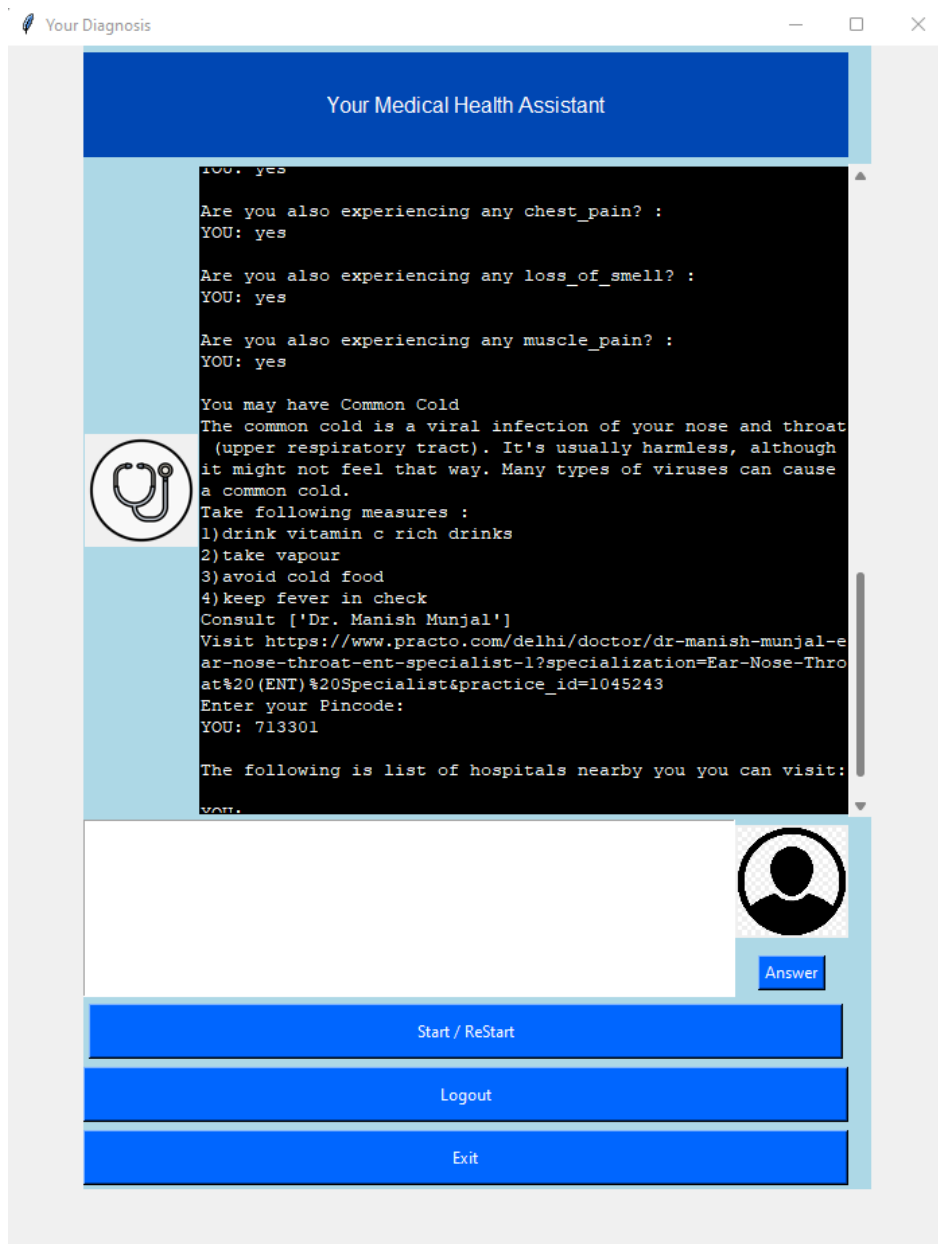 Your Diagnosis
Your Medical Health Assistant
YOU: yes
Are you also experiencing any chest_pain? :
YOU: yes
Are you also experiencing any loss_of_smell? :
YOU: yes
Are you also experiencing any muscle_pain? :
YOU: yes
You may have Common Cold
The common cold is a viral infection of your nose and throat
(upper respiratory tract). It's usually harmless, although
it might not feel that way. Many types of viruses can cause
a common cold.
Take following measures :
1)drink vitamin c rich drinks
2)take vapour
3)avoid cold food
4)keep fever in check
Consult ['Dr. Manish Munjal']
Visit https://www.practo.com/delhi/doctor/dr-manish-munjal-e
ar-nose-throat-ent-specialist-1?specialization=Ear-Nose-Thro
at%20(ENT)%20Specialist&practice_id=1045243
Enter your Pincode:
YOU: 713301
The following is list of hospitals nearby you you can visit:
YOU:
Answer
Start / ReStart
Logout
Exit